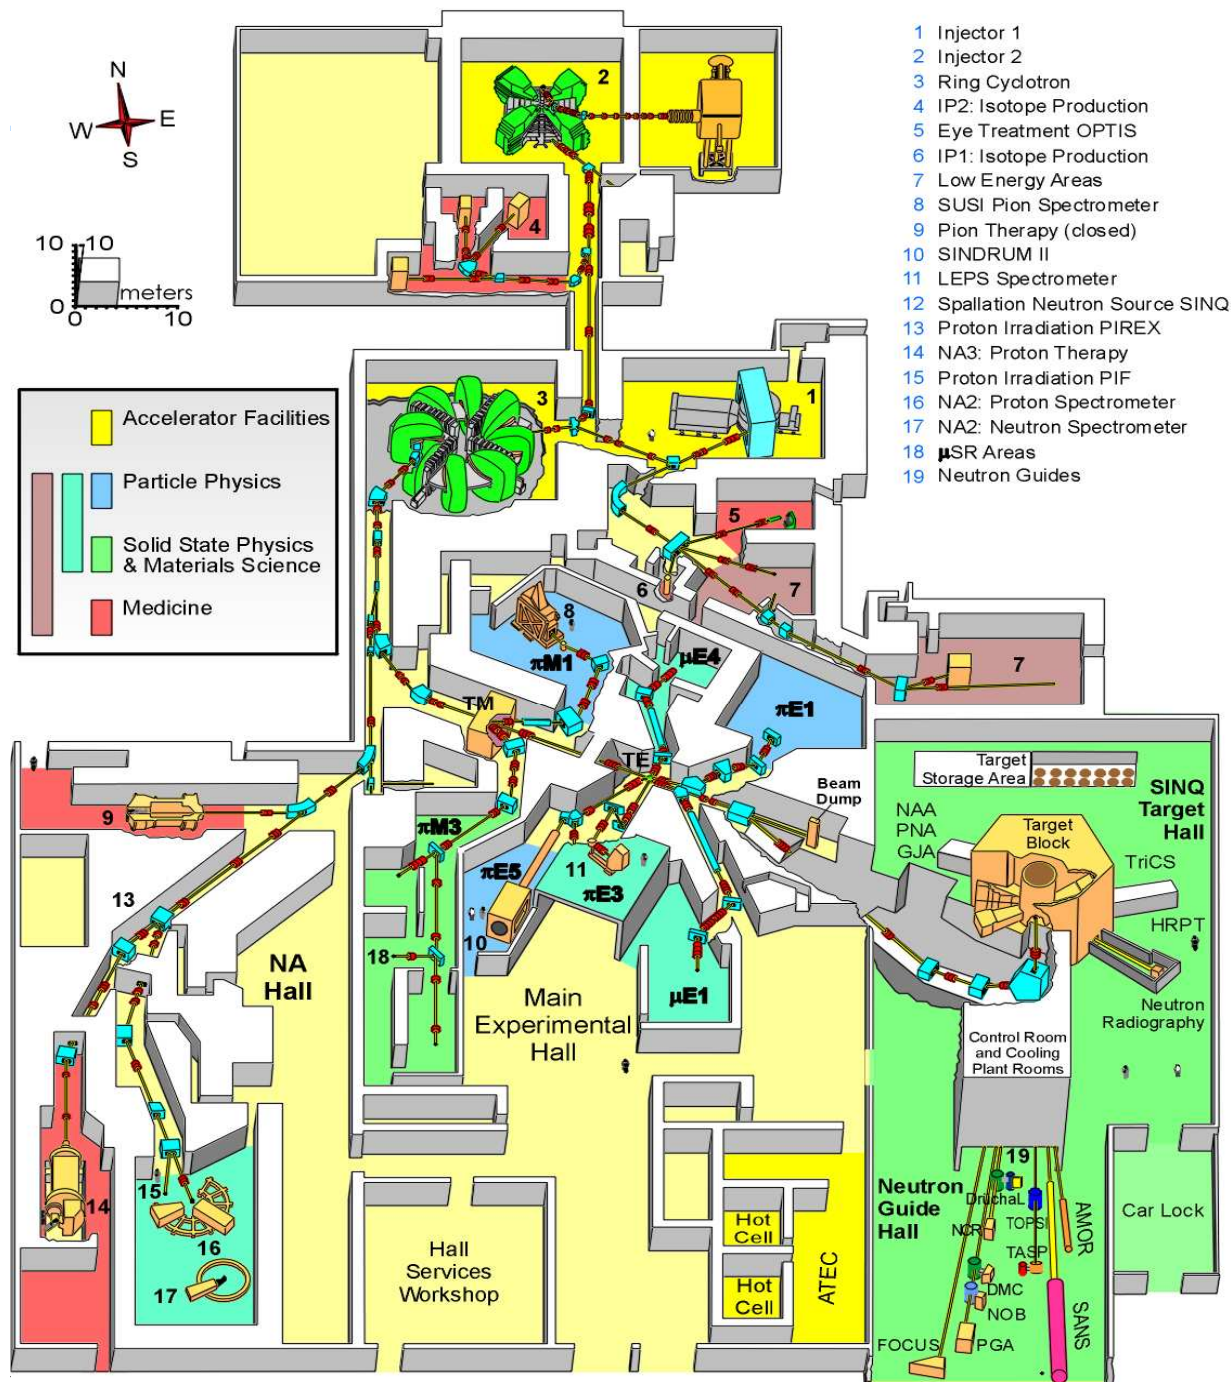 N
W
E
S
10
10
meters
0
0
10
1 Injector 1
2 Injector 2
3 Ring Cyclotron
4 IP2: Isotope Production
5 Eye Treatment OPTIS
6 IP1: Isotope Production
7 Low Energy Areas
8 SUSI Pion Spectrometer
9 Pion Therapy (closed)
10 SINDRUM II
11 LEPS Spectrometer
12 Spallation Neutron Source SINQ
13 Proton Irradiation PIREX
14 NA3: Proton Therapy
15 Proton Irradiation PIF
16 NA2: Proton Spectrometer
17 NA2: Neutron Spectrometer
18 µSR Areas
19 Neutron Guides
Accelerator Facilities
Particle Physics
Solid State Physics
& Materials Science
Medicine
2
4
3
1
5
6
7
7
8
πM1
µE4
πE1
TM
TE
Beam
Dump
Target
Storage Area
SINQ
Target
Hall
NAA
PNA
GJA
Target
Block
TriCS
HRPT
Neutron
Radiography
9
πM3
πE5
11
πE3
10
18
µE1
13
NA
Hall
Main
Experimental
Hall
Control Room
and Cooling
Plant Rooms
14
15
16
17
Hall
Services
Workshop
Hot
Cell
Hot
Cell
ATEC
Neutron
Guide
Hall
19
DrüchaL
TOPSI
NCR
TASP
DMC
NOB
PGA
FOCUS
AMOR
SANS
Car Lock